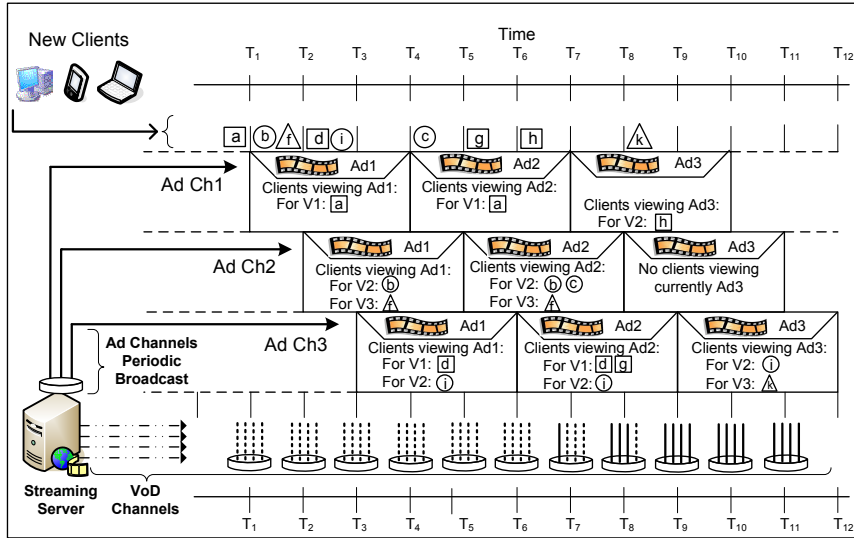 New Clients
Time
T1 T2 T3 T4 T5 T6 T7 T8 T9 T10 T11 T12
a b f d i c g h k
Ad Ch1
Ad1
Clients viewing Ad1:
For V1: a
Ad2
Clients viewing Ad2:
For V1: a
Ad3
Clients viewing Ad3:
For V2: h
Ad Ch2
Ad1
Clients viewing Ad1:
For V2: b
For V3: f
Ad2
Clients viewing Ad2:
For V2: b c
For V3: f
Ad3
No clients viewing
currently Ad3
Ad Ch3
Ad1
Clients viewing Ad1:
For V1: d
For V2: i
Ad2
Clients viewing Ad2:
For V1: d g
For V2: i
Ad3
Clients viewing Ad3:
For V2: i
For V3: k
Ad Channels
Periodic
Broadcast
Streaming
Server
VoD
Channels
T1 T2 T3 T4 T5 T6 T7 T8 T9 T10 T11 T12